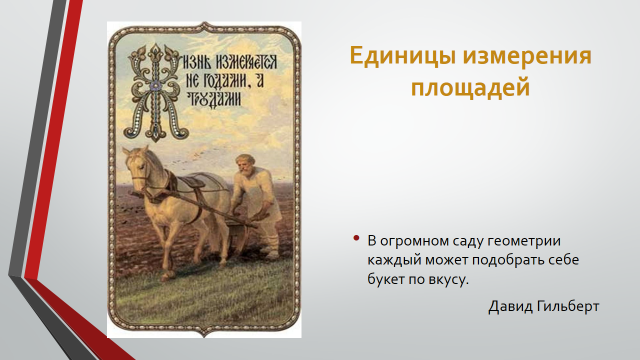 Жизнь измеряется
не годами, а
трудами
Единицы измерения
площадей
В огромном саду геометрии
каждый может подобрать себе
букет по вкусу.
Давид Гильберт